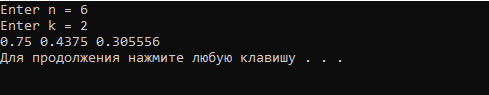 Enter n = 6
Enter k = 2
0.75 0.4375 0.305556
Для продолжения нажмите любую клавишу . . .